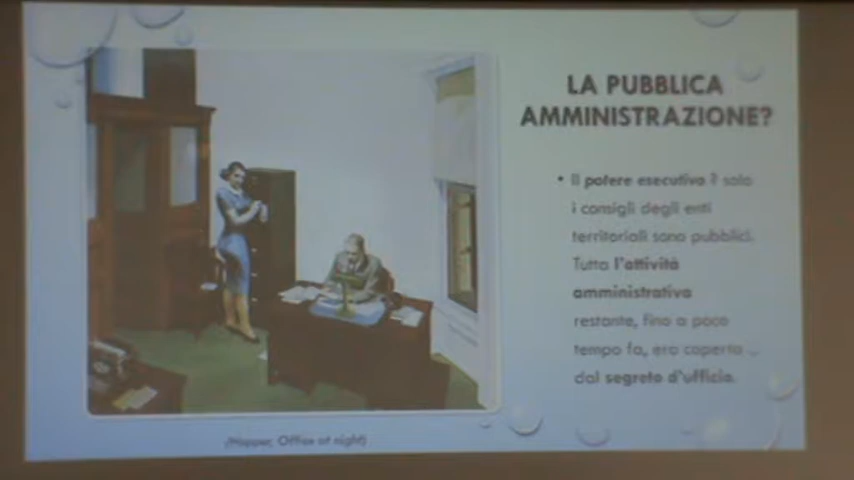 LA PUBBLICA
AMMINISTRAZIONE?
• Il potere esecutivo ? solo
i consigli degli enti
territoriali sono pubblici.
Tutta l'attività
amministrativa
restante, fino a poco
tempo fa, era coperta
dal segreto d'ufficio.
(Hopper, Office at night)